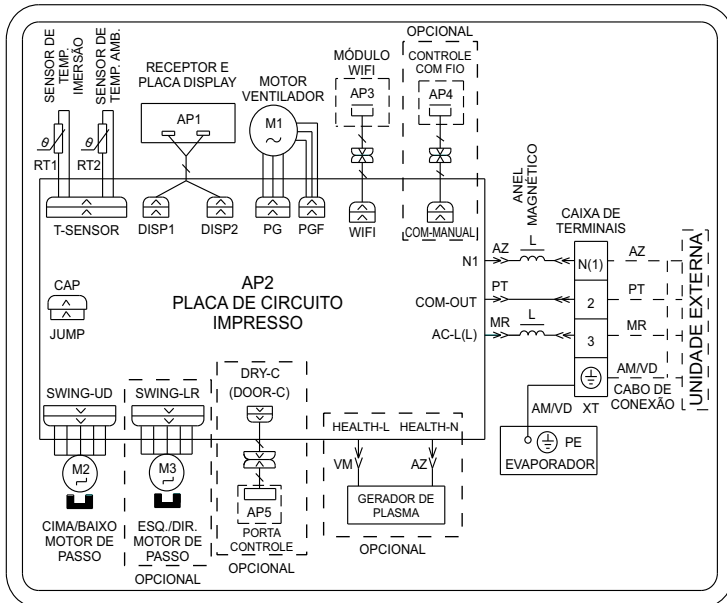 SENSOR DE
TEMP.
IMERSÃO
SENSOR DE
TEMP. AMB.
θ
RT1
θ
RT2
RECEPTOR E
PLACA DISPLAY
AP1
MOTOR
VENTILADOR
M1
~
MÓDULO
WIFI
AP3
OPCIONAL
CONTROLE
COM FIO
AP4
T-SENSOR
DISP1
DISP2
PG
PGF
WIFI
COM-MANUAL
ANEL
MAGNÉTICO
CAIXA DE
TERMINAIS
N1
AZ
L
N(1)
AZ
COM-OUT
PT
2
PT
AC-L(L)
MR
L
3
MR
AM/VD
AM/VD
XT
CABO DE
CONEXÃO
UNIDADE EXTERNA
PE
EVAPORADOR
CAP
JUMP
AP2
PLACA DE CIRCUITO
IMPRESSO
SWING-UD
M2
~
CIMA/BAIXO
MOTOR DE
PASSO
SWING-LR
M3
~
ESQ./DIR.
MOTOR DE
PASSO
OPCIONAL
DRY-C
(DOOR-C)
AP5
PORTA
CONTROLE
OPCIONAL
HEALTH-L
HEALTH-N
VM
AZ
GERADOR DE
PLASMA
OPCIONAL